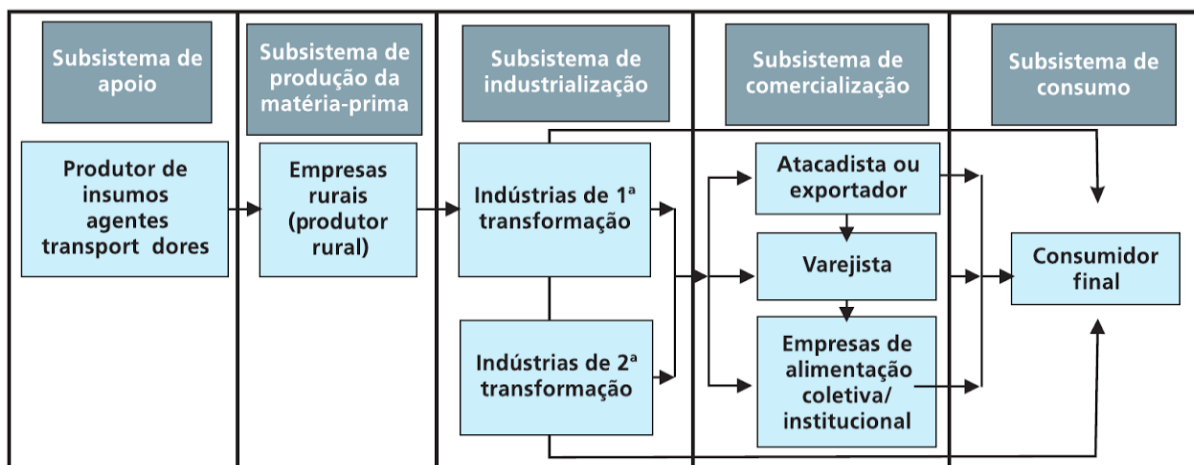 Subsistema de
apoio
Subsistema de
produção da
matéria-prima
Subsistema de
industrialização
Subsistema de
comercialização
Subsistema de
consumo
Produtor de
insumos
agentes
transport dores
Empresas
rurais
(produtor
rural)
Indústrias de 1ª
transformação
Indústrias de 2ª
transformação
Atacadista ou
exportador
Varejista
Empresas de
alimentação
coletiva/
institucional
Consumidor
final